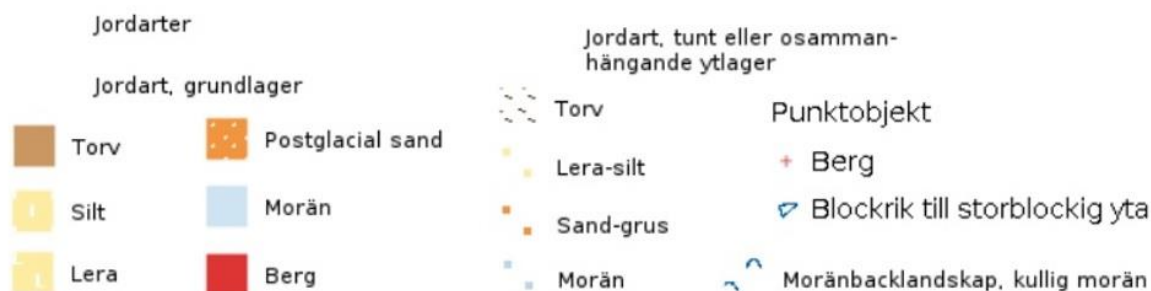 Jordarter
Jordart, grundlager
Torv
Silt
Lera
Postglacial sand
Morän
Berg
Jordart, tunt eller osamman-
hängande ytlager
Torv
Lera-silt
Sand-grus
Morän
Punktobjekt
Berg
Blockrik till storblockig yta
Moränbacklandskap, kullig morän